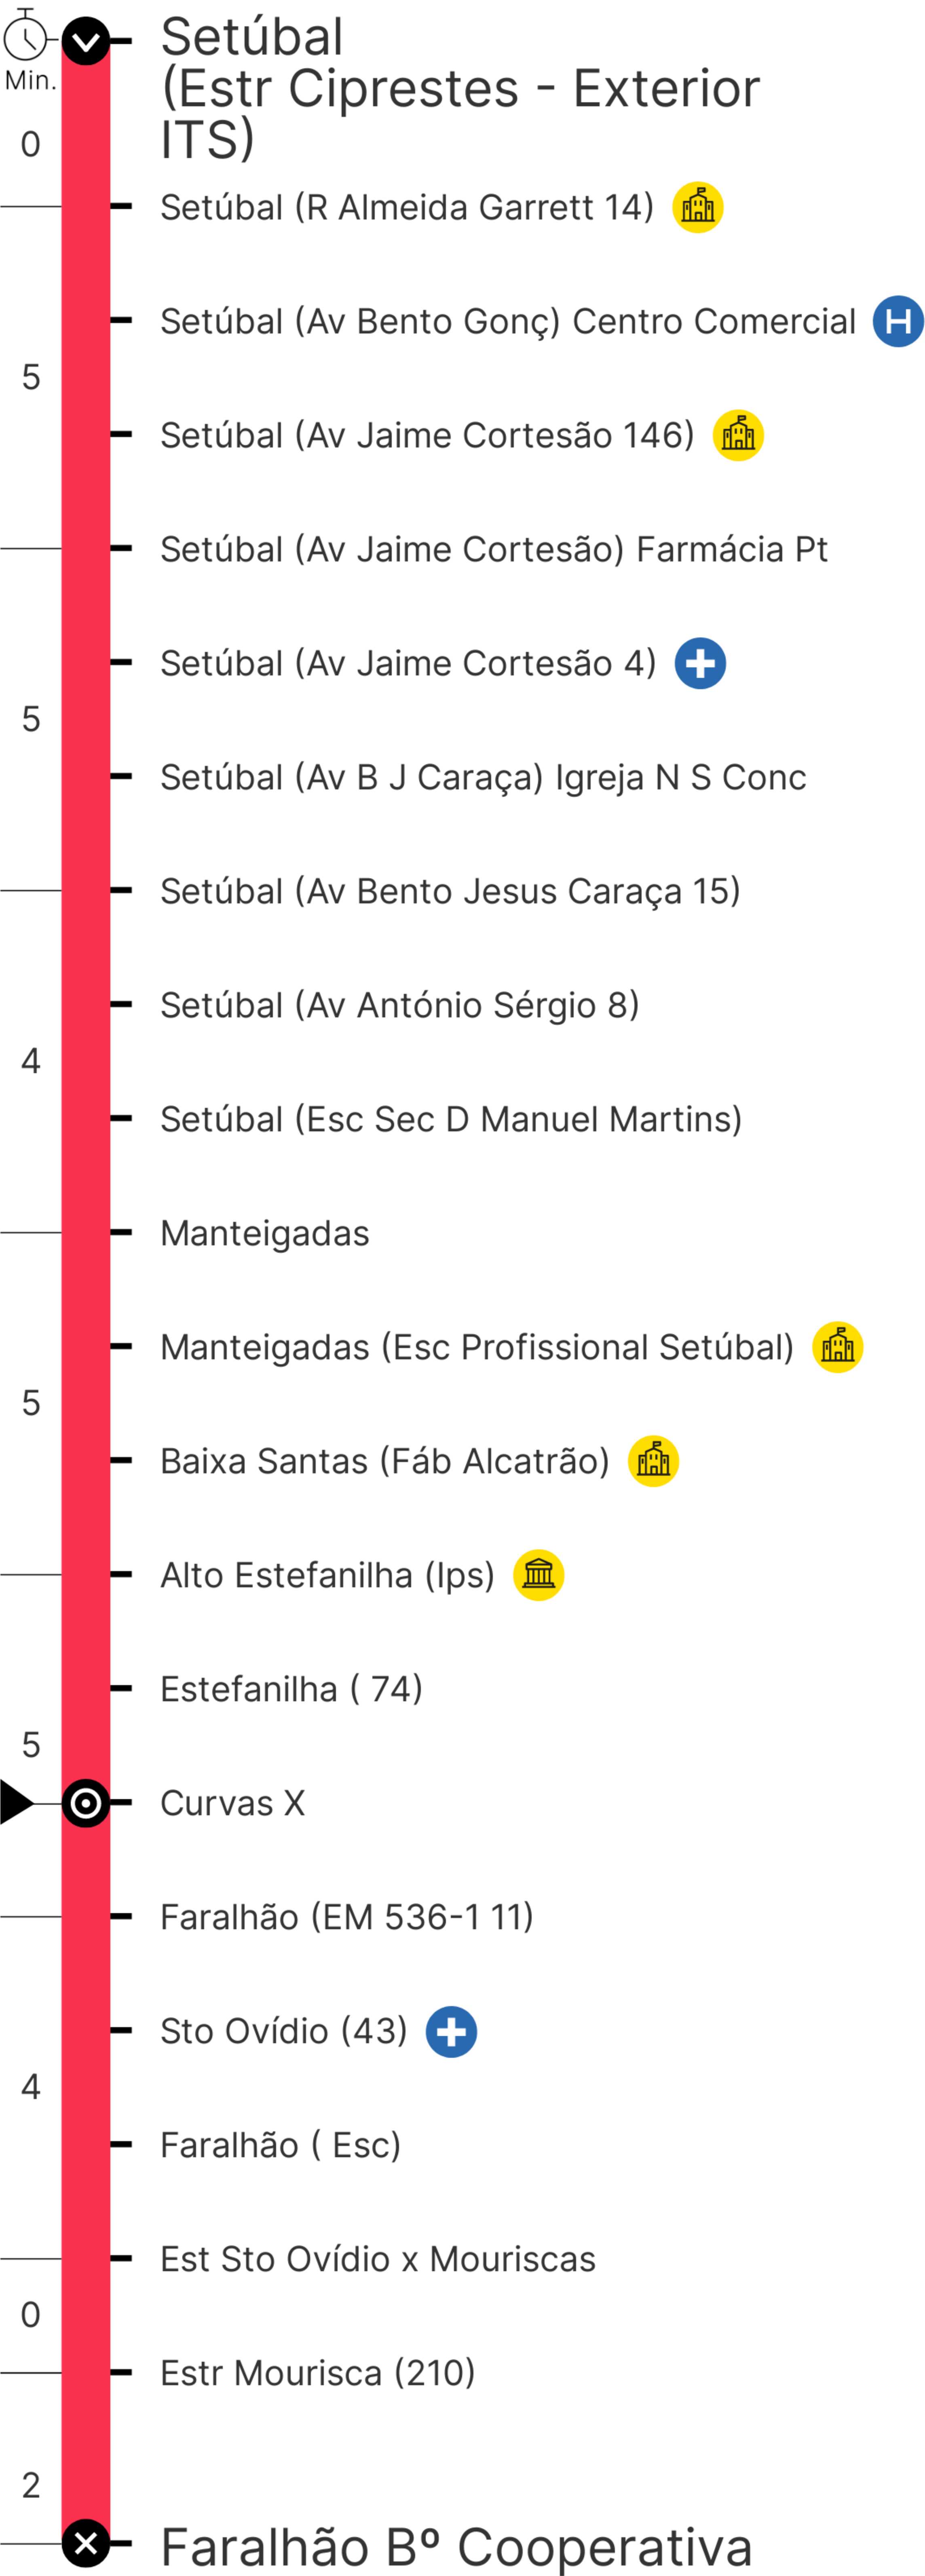 Setúbal
(Estr Ciprestes - Exterior
ITS)
Min.
0
Setúbal (R Almeida Garrett 14)
Setúbal (Av Bento Gonç) Centro Comercial H
5
Setúbal (Av Jaime Cortesão 146)
Setúbal (Av Jaime Cortesão) Farmácia Pt
Setúbal (Av Jaime Cortesão 4)
5
Setúbal (Av B J Caraça) Igreja N S Conc
Setúbal (Av Bento Jesus Caraça 15)
Setúbal (Av António Sérgio 8)
4
Setúbal (Esc Sec D Manuel Martins)
Manteigadas
Manteigadas (Esc Profissional Setúbal)
5
Baixa Santas (Fáb Alcatrão)
Alto Estefanilha (Ips)
Estefanilha ( 74)
5
Curvas X
Faralhão (EM 536-1 11)
Sto Ovídio (43)
4
Faralhão ( Esc)
Est Sto Ovídio x Mouriscas
0
Estr Mourisca (210)
2
Faralhão Bº Cooperativa